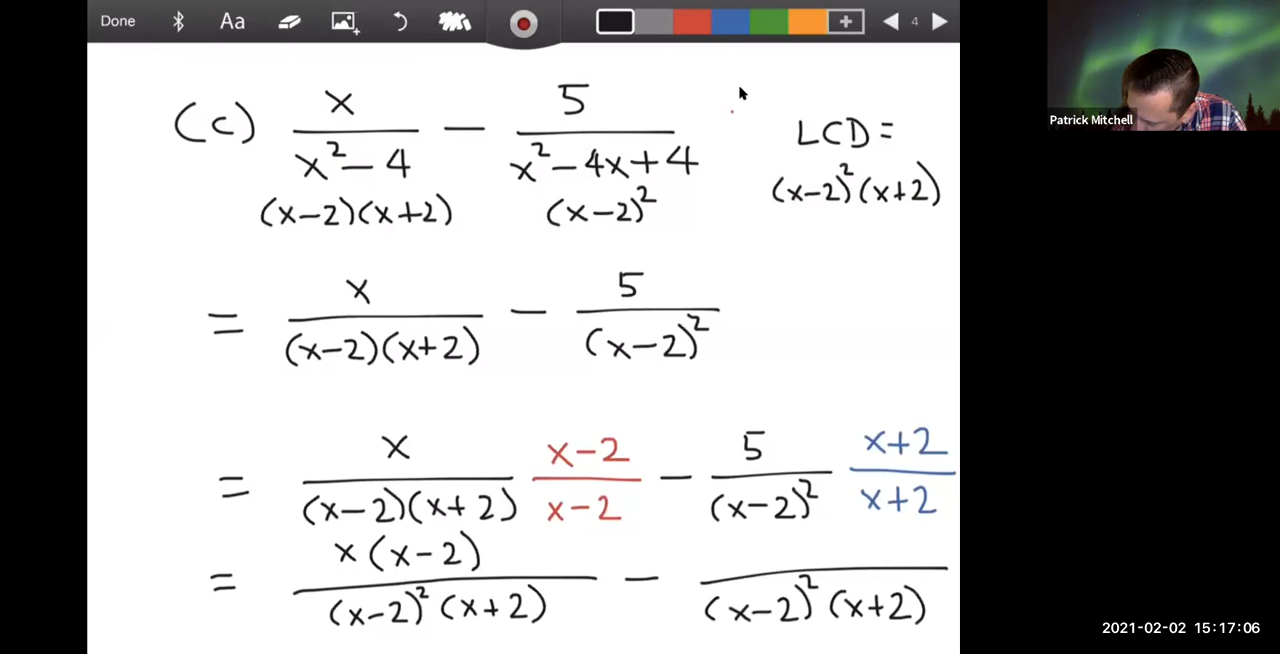 Done Aa 4
Patrick Mitchell
(c) x/(x² - 4) - 5/(x² - 4x + 4) LCD =
(x-2)(x+2) (x-2)² (x-2)²(x+2)
= x/((x-2)(x+2)) - 5/(x-2)²
= x/((x-2)(x+2)) (x-2)/(x-2) - 5/(x-2)² (x+2)/(x+2)
= x(x-2)/((x-2)²(x+2)) - /((x-2)²(x+2))
2021-02-02 15:17:06